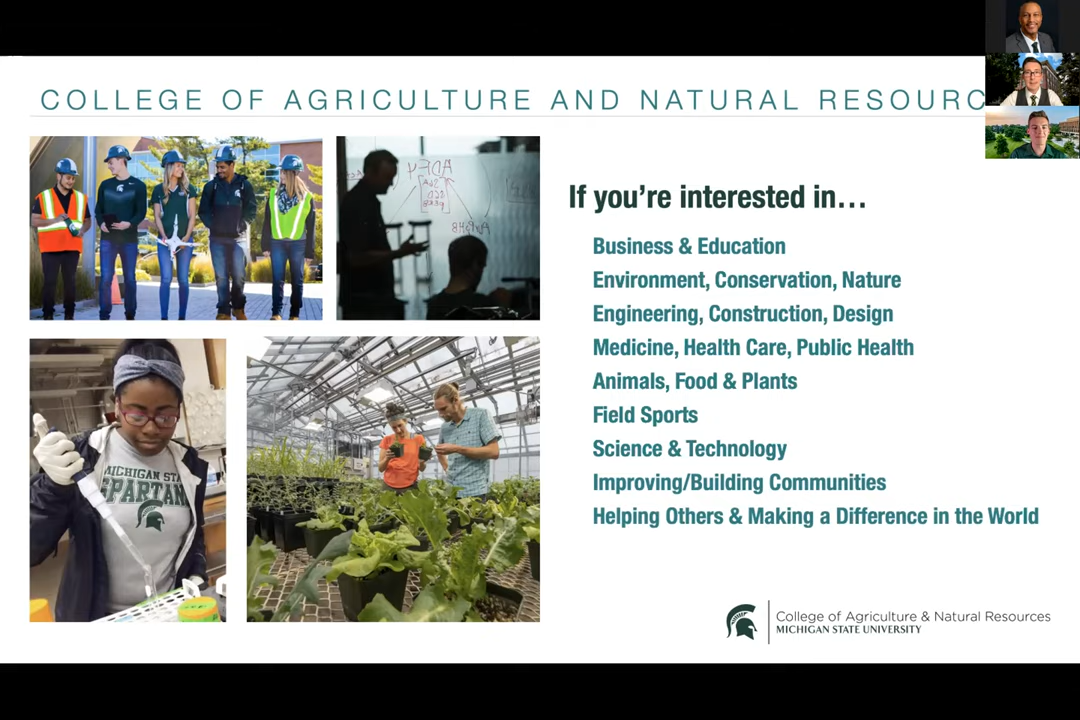 COLLEGE OF AGRICULTURE AND NATURAL RESOURC
If you're interested in...
Business & Education
Environment, Conservation, Nature
Engineering, Construction, Design
Medicine, Health Care, Public Health
Animals, Food & Plants
Field Sports
Science & Technology
Improving/Building Communities
Helping Others & Making a Difference in the World
MICHIGAN STA
SPARTAN
College of Agriculture & Natural Resources
MICHIGAN STATE UNIVERSITY